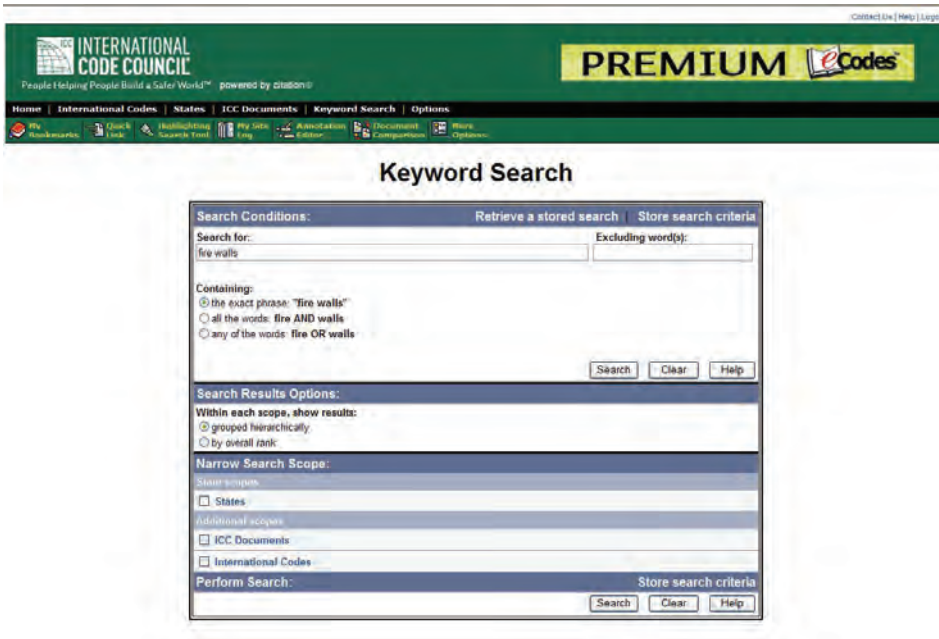 Contact Us | Help | Logo
ICC INTERNATIONAL
CODE COUNCIL
People Helping People Build a Safer World™ powered by citation®
PREMIUM eCodes
Home | International Codes | States | ICC Documents | Keyword Search | Options
My Bookmarks Quick Link Highlighting Search Tool My Site Log Annotation Editor Document Comparison More Options
Keyword Search
Search Conditions: Retrieve a stored search | Store search criteria
Search for: Excluding word(s):
fire walls
Containing:
the exact phrase: "fire walls"
all the words: fire AND walls
any of the words: fire OR walls
Search Clear Help
Search Results Options:
Within each scope, show results:
grouped hierarchically
by overall rank
Narrow Search Scope:
State scopes
States
Additional scopes
ICC Documents
International Codes
Perform Search: Store search criteria
Search Clear Help